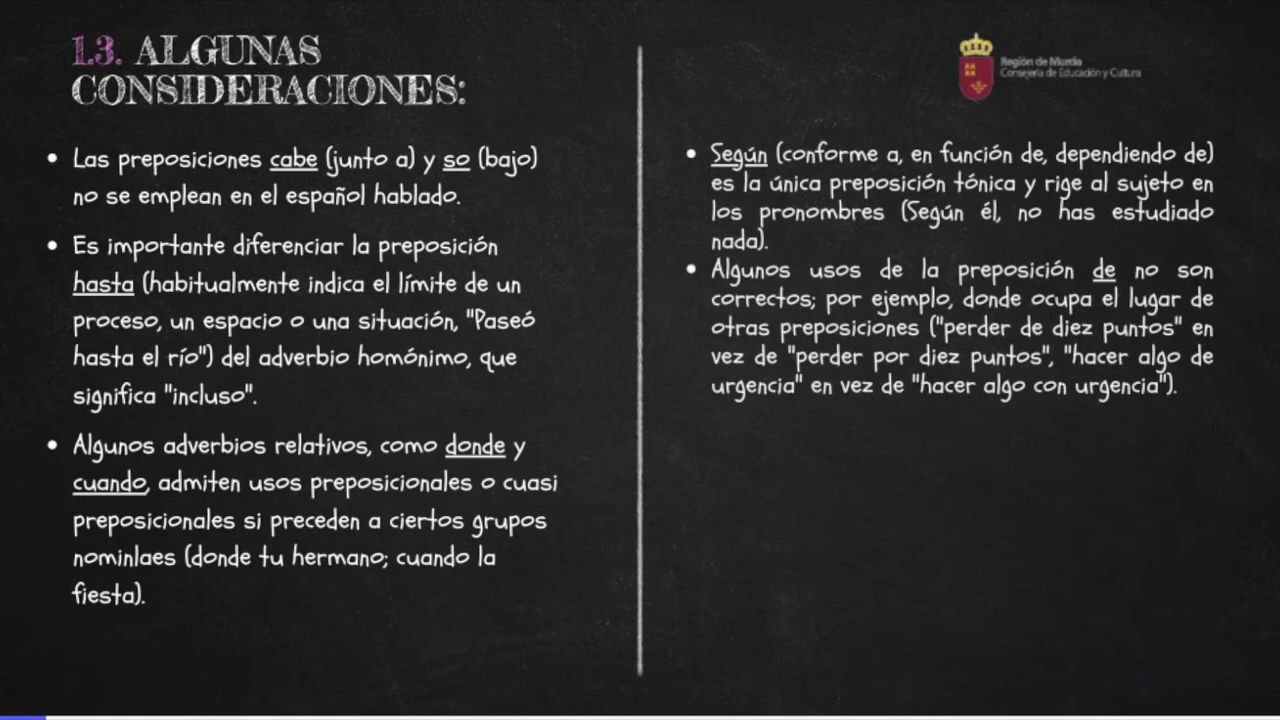 1.3. ALGUNAS
CONSIDERACIONES:
Región de Murcia
Consejería de Educación y Cultura
• Las preposiciones cabe (junto a) y so (bajo)
no se emplean en el español hablado.
• Es importante diferenciar la preposición
hasta (habitualmente indica el límite de un
proceso, un espacio o una situación, "Paseó
hasta el río") del adverbio homónimo, que
significa "incluso".
• Algunos adverbios relativos, como donde y
cuando, admiten usos preposicionales o cuasi
preposicionales si preceden a ciertos grupos
nominlaes (donde tu hermano; cuando la
fiesta).
• Según (conforme a, en función de, dependiendo de)
es la única preposición tónica y rige al sujeto en
los pronombres (Según él, no has estudiado
nada).
• Algunos usos de la preposición de no son
correctos; por ejemplo, donde ocupa el lugar de
otras preposiciones ("perder de diez puntos" en
vez de "perder por diez puntos", "hacer algo de
urgencia" en vez de "hacer algo con urgencia").